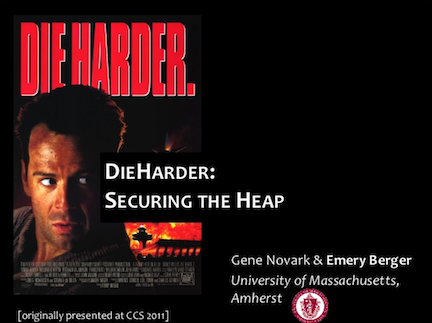 DIE HARDER.
DIEHARDER:
SECURING THE HEAP
Gene Novark & Emery Berger
University of Massachusetts,
Amherst
[originally presented at CCS 2011]